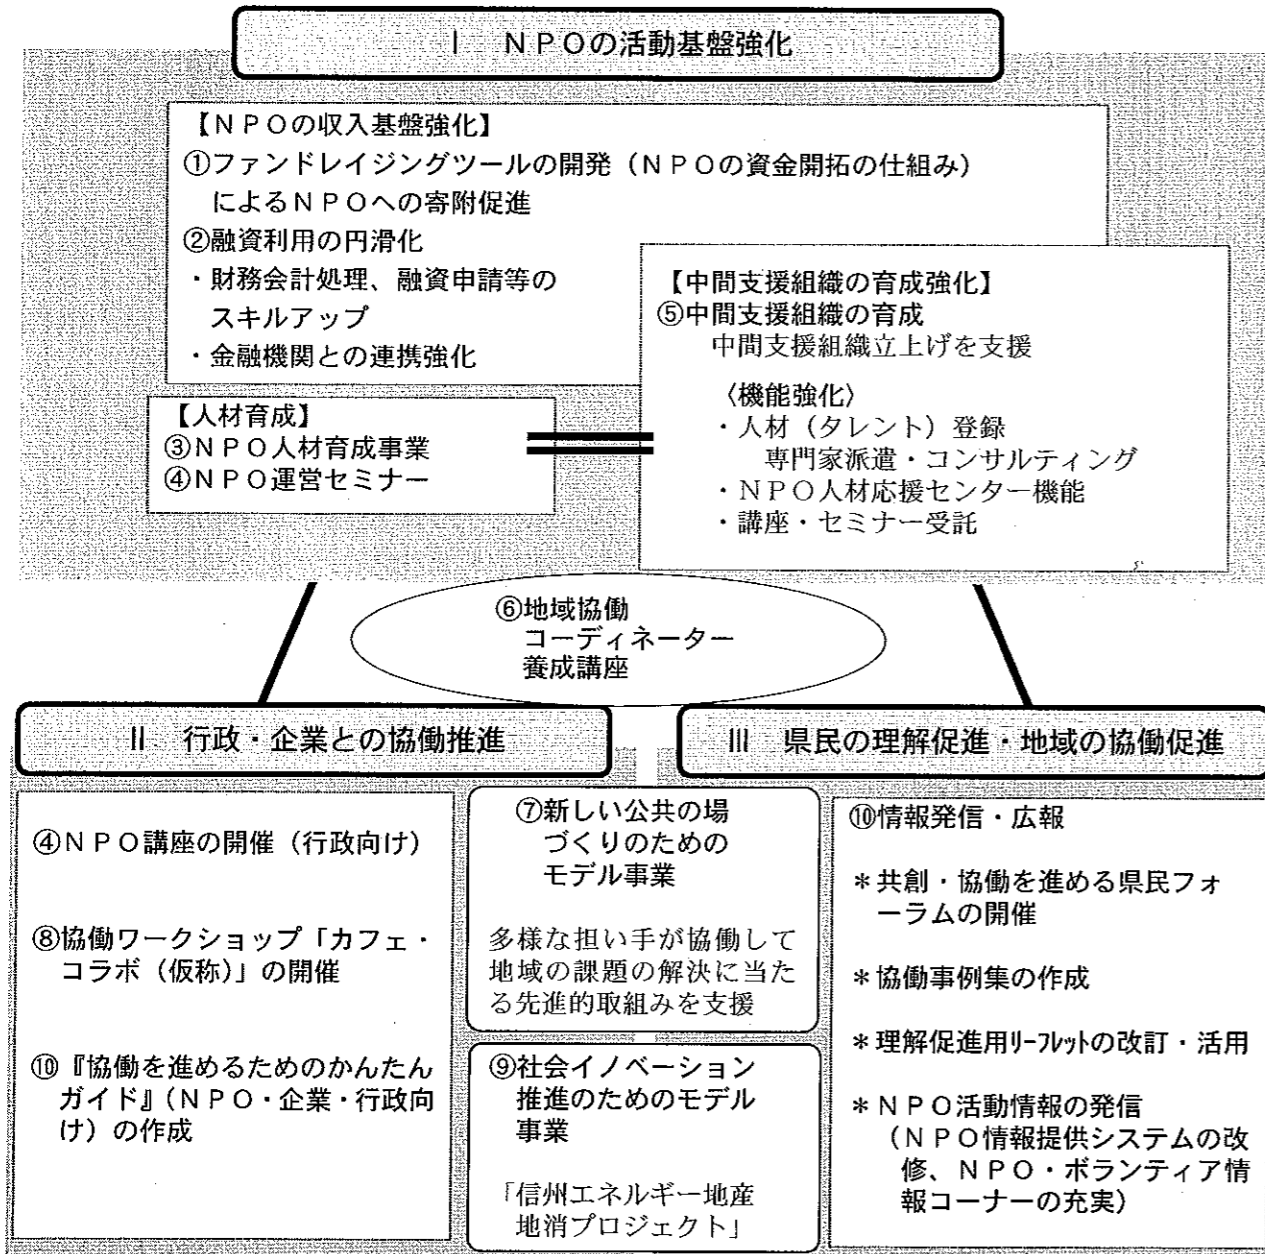 Ⅰ　ＮＰＯの活動基盤強化
【ＮＰＯの収入基盤強化】
①ファンドレイジングツールの開発（ＮＰＯの資金開拓の仕組み）
によるＮＰＯへの寄附促進
②融資利用の円滑化
・財務会計処理、融資申請等の
スキルアップ
・金融機関との連携強化
【中間支援組織の育成強化】
⑤中間支援組織の育成
中間支援組織立上げを支援
〈機能強化〉
・人材（タレント）登録
専門家派遣・コンサルティング
・ＮＰＯ人材応援センター機能
・講座・セミナー受託
【人材育成】
③ＮＰＯ人材育成事業
④ＮＰＯ運営セミナー
⑥地域協働
コーディネーター
養成講座
Ⅱ　行政・企業との協働推進
④ＮＰＯ講座の開催（行政向け）
⑧協働ワークショップ「カフェ・
コラボ（仮称）」の開催
⑩『協働を進めるためのかんたん
ガイド』（ＮＰＯ・企業・行政向
け）の作成
⑦新しい公共の場
づくりのための
モデル事業
多様な担い手が協働して
地域の課題の解決に当た
る先進的取組みを支援
⑨社会イノベーション
推進のためのモデル
事業
「信州エネルギー地産
地消プロジェクト」
Ⅲ　県民の理解促進・地域の協働促進
⑩情報発信・広報
＊共創・協働を進める県民フォ
ーラムの開催
＊協働事例集の作成
＊理解促進用ﾘｰﾌﾚｯﾄの改訂・活用
＊ＮＰＯ活動情報の発信
（ＮＰＯ情報提供システムの改
修、ＮＰＯ・ボランティア情
報コーナーの充実）